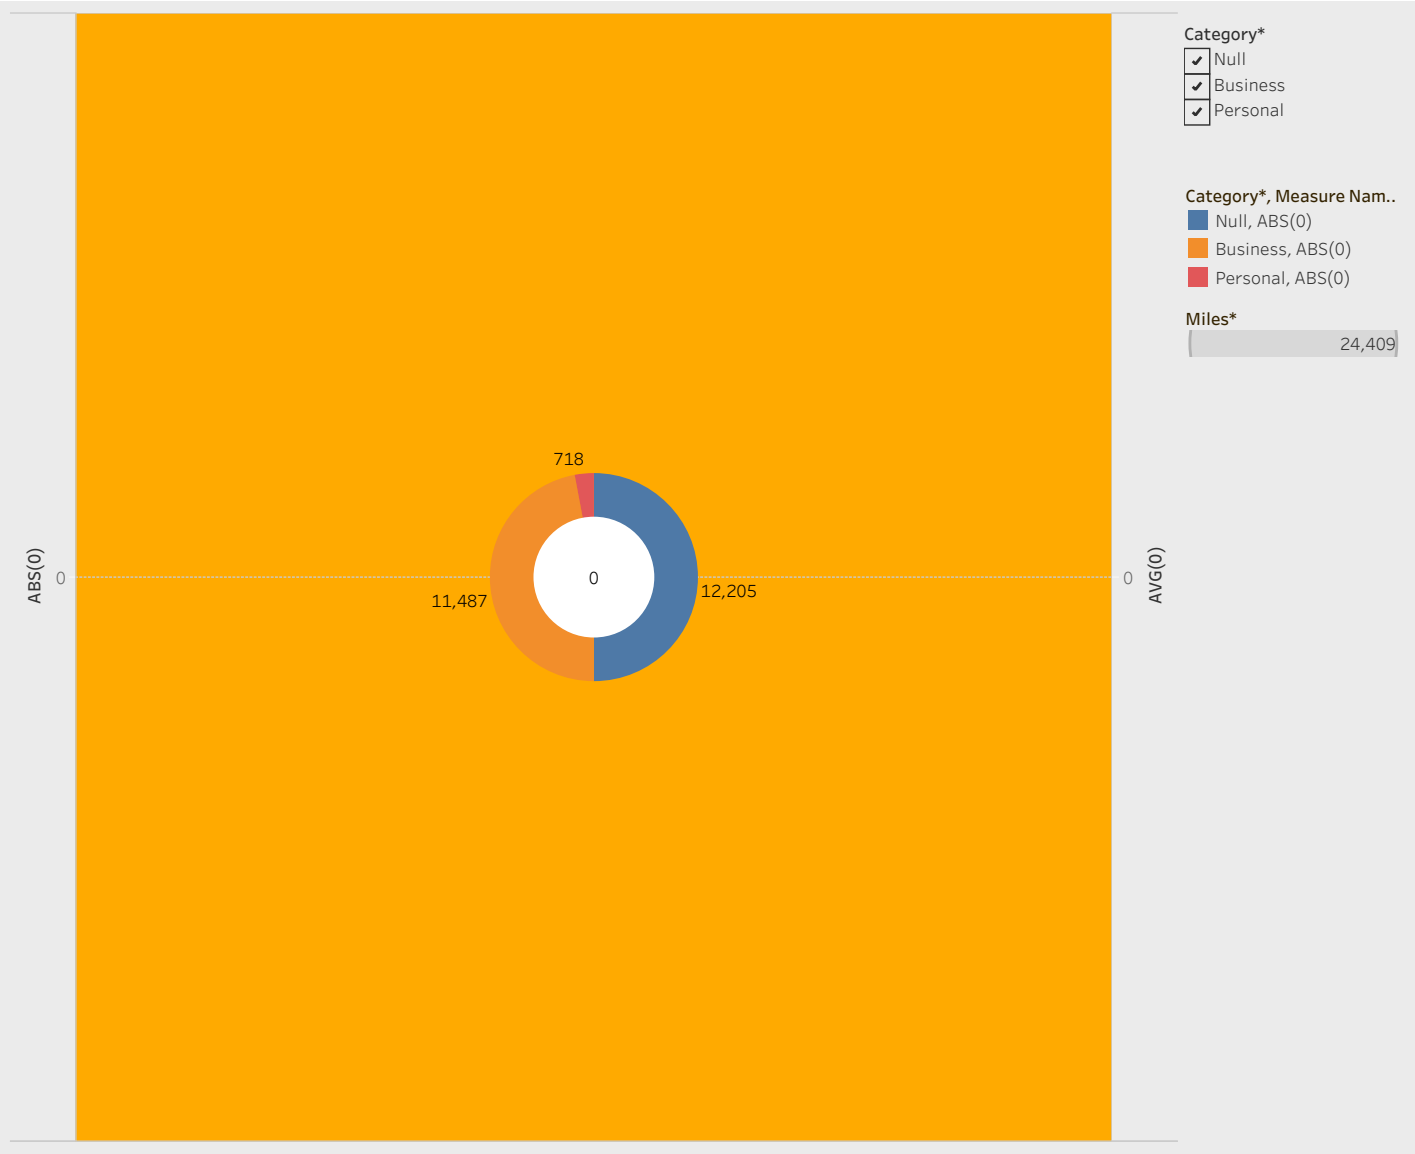 Category*
Null
Business
Personal
Category*, Measure Nam..
Null, ABS(0)
Business, ABS(0)
Personal, ABS(0)
Miles*
24,409
718
ABS(0)
0
11,487
0
12,205
0
AVG(0)